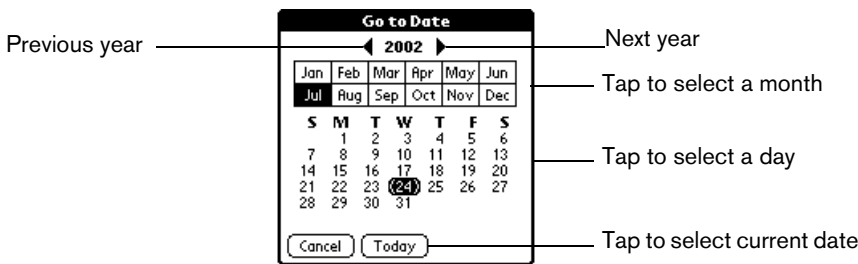 Go to Date
Previous year
2002
Next year
Jan Feb Mar Apr May Jun
Tap to select a month
Jul Aug Sep Oct Nov Dec
S M T W T F S
1 2 3 4 5 6
7 8 9 10 11 12 13
Tap to select a day
14 15 16 17 18 19 20
21 22 23 24 25 26 27
28 29 30 31
Cancel Today
Tap to select current date